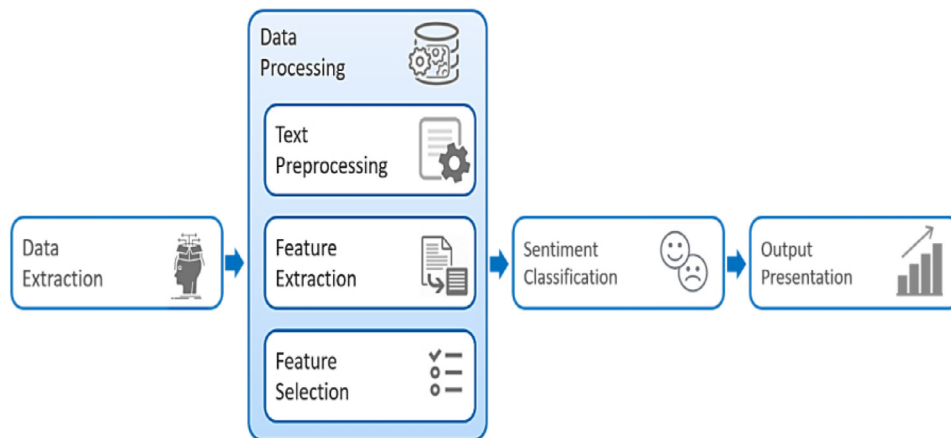 Data
Processing
Text
Preprocessing
Data
Extraction
Feature
Extraction
Sentiment
Classification
Output
Presentation
Feature
Selection